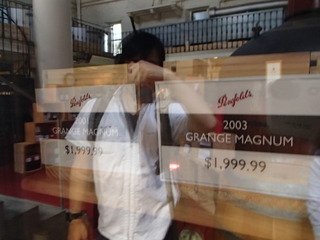 Penfolds
GRANGE MAGNUM
$1,999.99
Penfolds
2003
GRANGE MAGNUM
$1,999.99